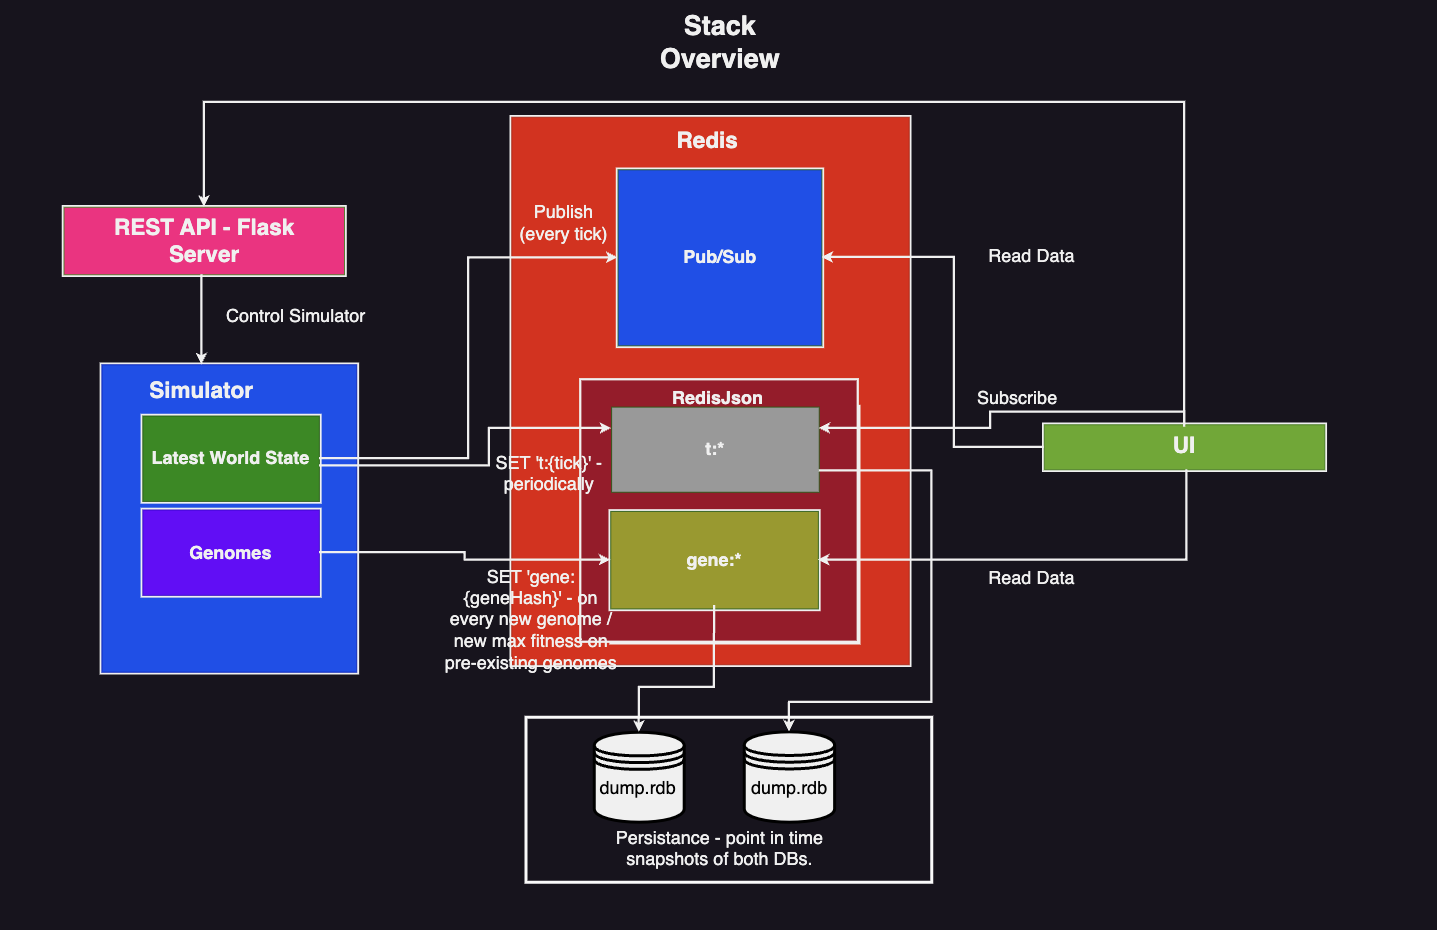 Stack
Overview
Redis
REST API - Flask
Server
Publish
(every tick)
Pub/Sub
Read Data
Control Simulator
Simulator
RedisJson
Subscribe
Latest World State
t:*
UI
SET 't:{tick}' -
periodically
Genomes
gene:*
SET 'gene:
{geneHash}' - on
every new genome /
new max fitness on
pre-existing genomes
Read Data
dump.rdb
dump.rdb
Persistance - point in time
snapshots of both DBs.